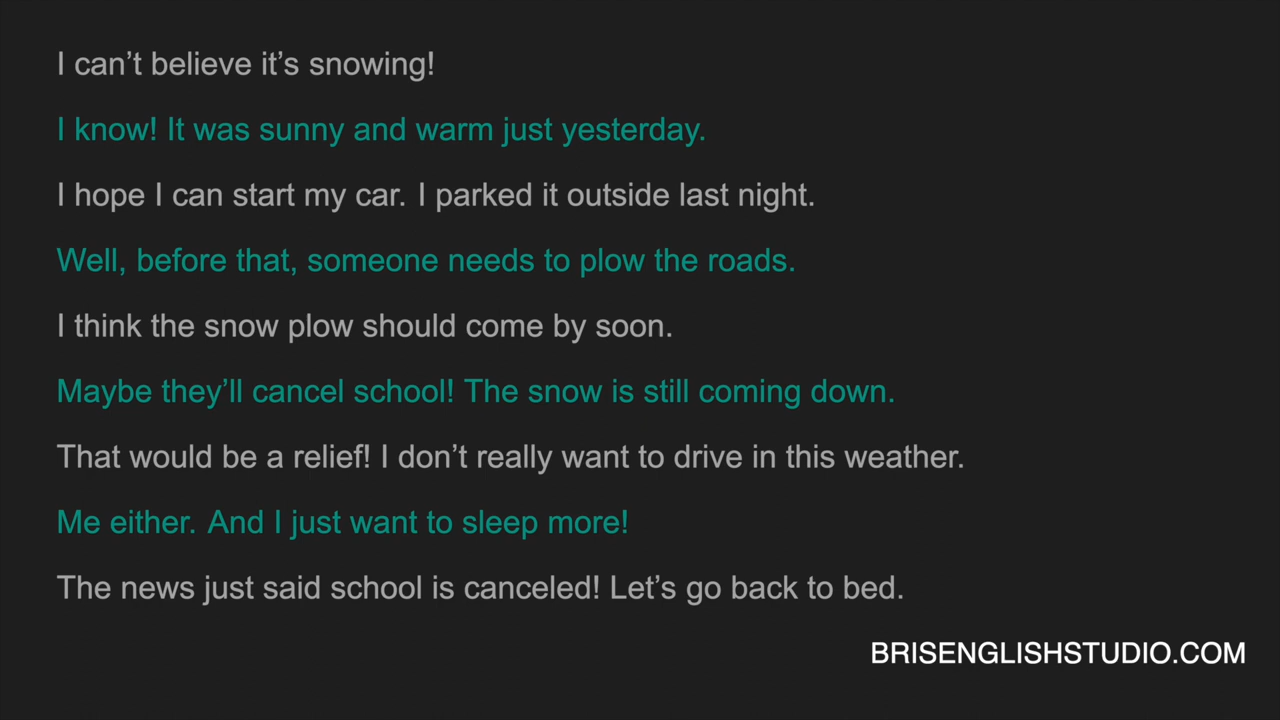 I can’t believe it’s snowing!
I know! It was sunny and warm just yesterday.
I hope I can start my car. I parked it outside last night.
Well, before that, someone needs to plow the roads.
I think the snow plow should come by soon.
Maybe they’ll cancel school! The snow is still coming down.
That would be a relief! I don’t really want to drive in this weather.
Me either. And I just want to sleep more!
The news just said school is canceled! Let’s go back to bed.
BRISENGLISHSTUDIO.COM